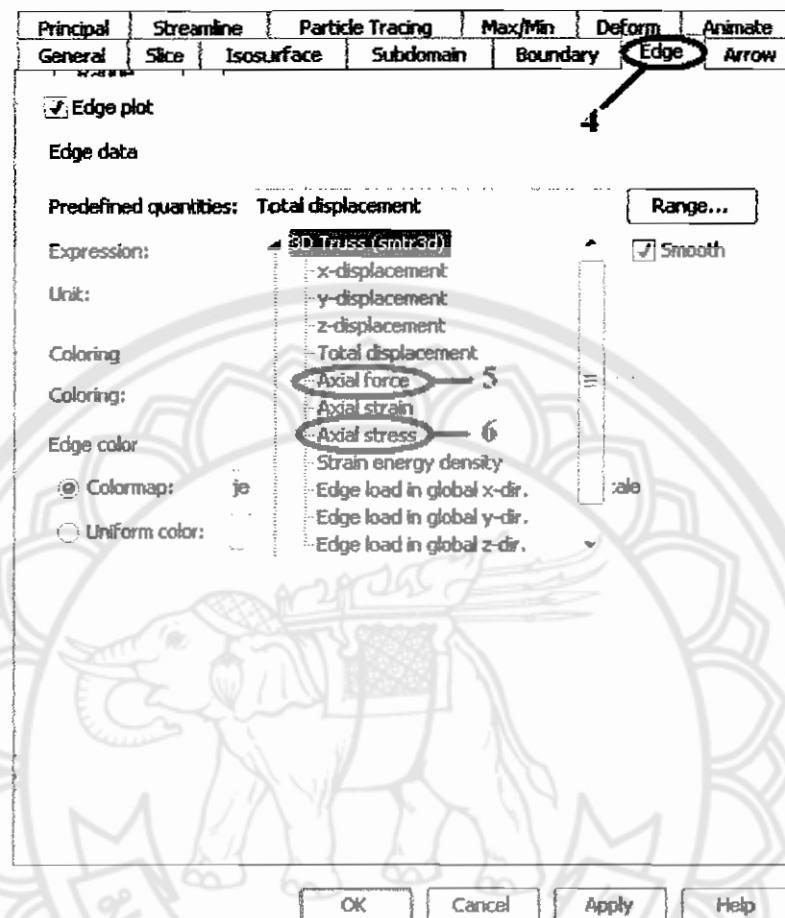 Principal Streamline Particle Tracing Max/Min Deform Animate
General Slice Isosurface Subdomain Boundary Edge Arrow
4
Edge plot
Edge data
Predefined quantities: Total displacement Range...
Expression: 3D Truss (smtr3d) Smooth
x-displacement
Unit: y-displacement
z-displacement
Coloring Total displacement
Axial force 5
Coloring: Axial strain
Axial stress 6
Edge color Strain energy density
Colormap: je Edge load in global x-dir. ale
Uniform color: Edge load in global y-dir.
Edge load in global z-dir.
OK Cancel Apply Help